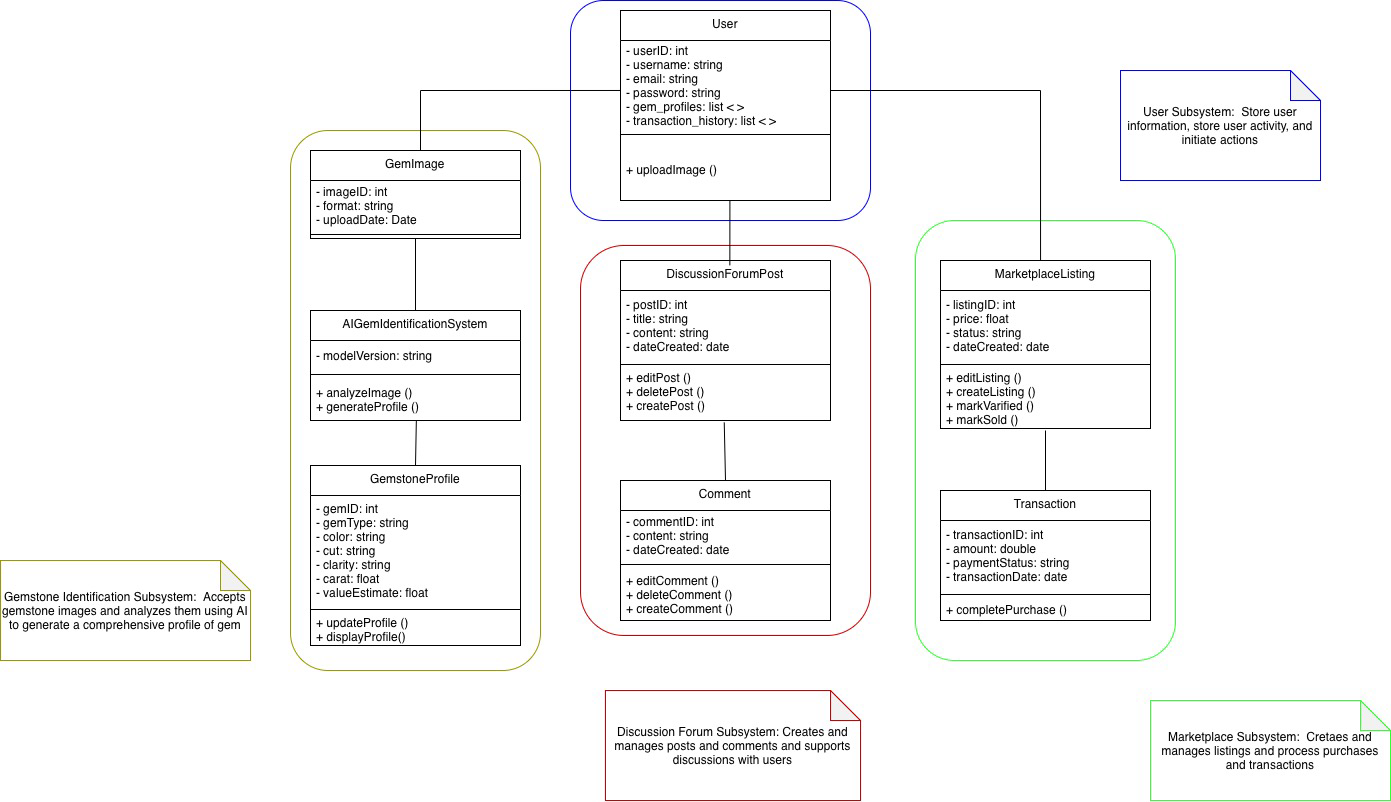 User
- userID: int
- username: string
- email: string
- password: string
- gem_profiles: list < >
- transaction_history: list < >
+ uploadImage ()
User Subsystem: Store user
information, store user activity, and
initiate actions
GemImage
- imageID: int
- format: string
- uploadDate: Date
AIGemIdentificationSystem
- modelVersion: string
+ analyzeImage ()
+ generateProfile ()
GemstoneProfile
- gemID: int
- gemType: string
- color: string
- cut: string
- clarity: string
- carat: float
- valueEstimate: float
+ updateProfile ()
+ displayProfile()
Gemstone Identification Subsystem: Accepts
gemstone images and analyzes them using AI
to generate a comprehensive profile of gem
DiscussionForumPost
- postID: int
- title: string
- content: string
- dateCreated: date
+ editPost ()
+ deletePost ()
+ createPost ()
Comment
- commentID: int
- content: string
- dateCreated: date
+ editComment ()
+ deleteComment ()
+ createComment ()
Discussion Forum Subsystem: Creates and
manages posts and comments and supports
discussions with users
MarketplaceListing
- listingID: int
- price: float
- status: string
- dateCreated: date
+ editListing ()
+ createListing ()
+ markVarified ()
+ markSold ()
Transaction
- transactionID: int
- amount: double
- paymentStatus: string
- transactionDate: date
+ completePurchase ()
Marketplace Subsystem: Cretaes and
manages listings and process purchases
and transactions